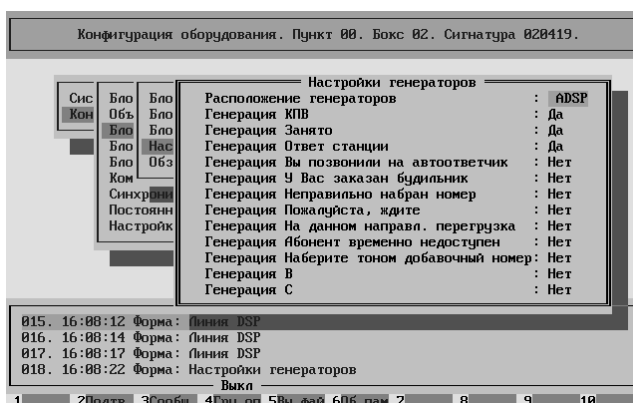 Конфигурация оборудования. Пункт 00. Бокс 02. Сигнатура 020419.
Настройки генераторов
Сис Бло Бло Расположение генераторов : ADSP
Кон Объ Бло Генерация КПВ : Да
Бло Бло Генерация Занято : Да
Бло Нас Генерация Ответ станции : Да
Бло Обз Генерация Вы позвонили на автоответчик : Нет
Ком Генерация У Вас заказан будильник : Нет
Синхрони Генерация Неправильно набран номер : Нет
Постоянн Генерация Пожалуйста, ждите : Нет
Настройк Генерация На данном направл. перегрузка : Нет
Генерация Абонент временно недоступен : Нет
Генерация Наберите тоном добавочный номер: Нет
Генерация B : Нет
Генерация C : Нет
015. 16:08:12 Форма: Линия DSP
016. 16:08:14 Форма: Линия DSP
017. 16:08:17 Форма: Линия DSP
018. 16:08:22 Форма: Настройки генераторов
Выкл
1 2Подтв 3Сообщ 4Грц оп 5Вы фай 6Об пам 7 8 9 10